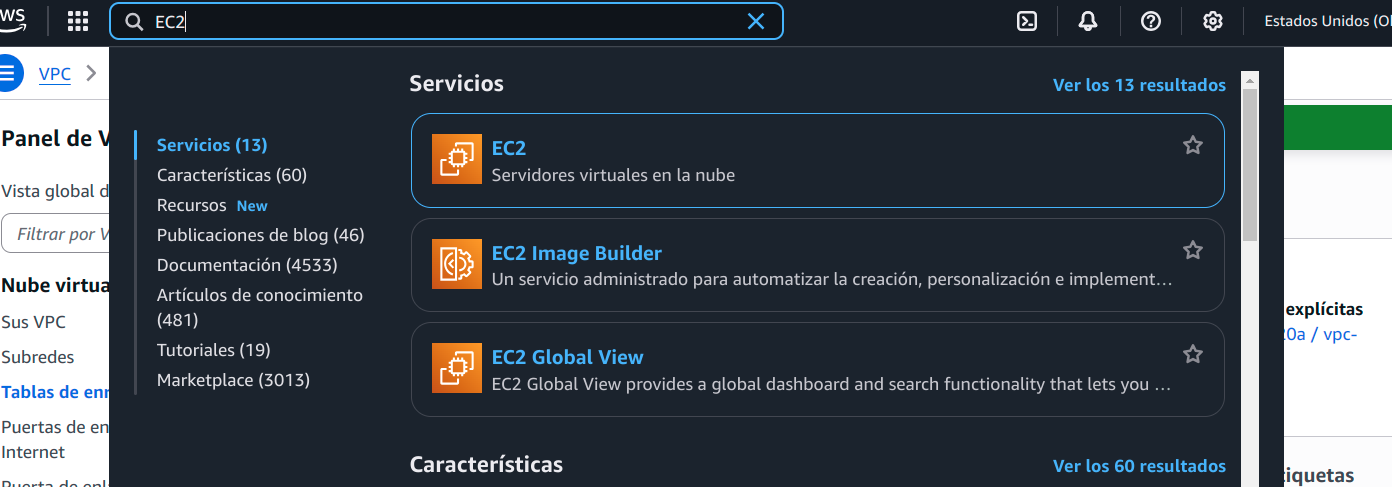 EC2
Estados Unidos (O
VPC
Panel de V
Vista global d
Filtrar por V
Nube virtua
Sus VPC
Subredes
Tablas de enr
Puertas de en
Internet
Puerta de enl
Servicios (13)
Características (60)
Recursos New
Publicaciones de blog (46)
Documentación (4533)
Artículos de conocimiento
(481)
Tutoriales (19)
Marketplace (3013)
Servicios
Ver los 13 resultados
EC2
Servidores virtuales en la nube
EC2 Image Builder
Un servicio administrado para automatizar la creación, personalización e implement…
EC2 Global View
EC2 Global View provides a global dashboard and search functionality that lets you …
Características
Ver los 60 resultados
explícitas
20a / vpc-
tiquetas